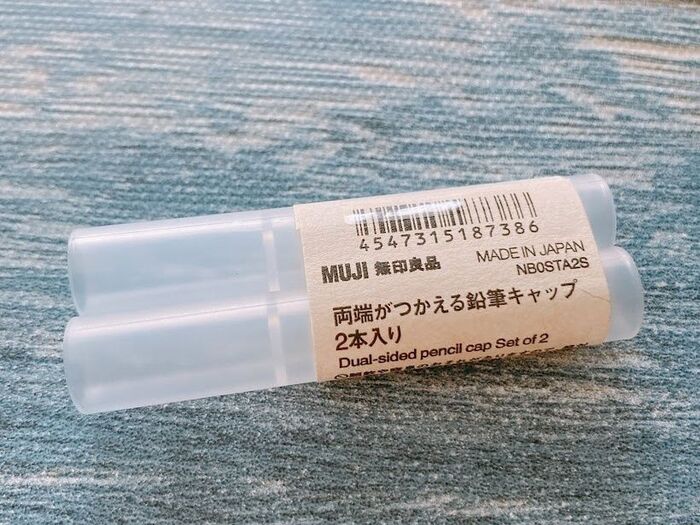 4547315187386
MUJI 無印良品
MADE IN JAPAN
NB0STA2S
両端がつかえる鉛筆キャップ
2本入り
Dual-sided pencil cap Set of 2